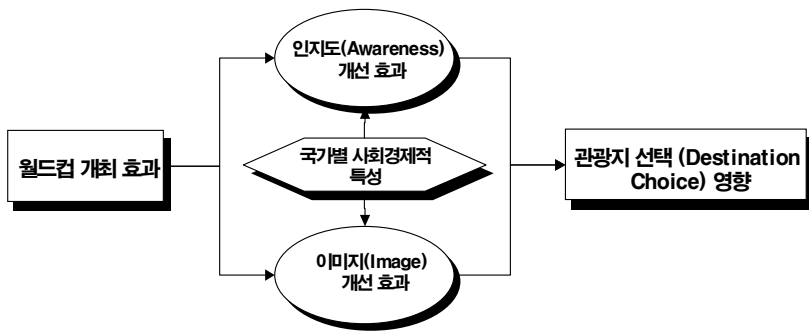 인지도(Awareness)
개선 효과
월드컵 개최 효과
국가별 사회경제적
특성
관광지 선택 (Destination
Choice) 영향
이미지(Image)
개선 효과